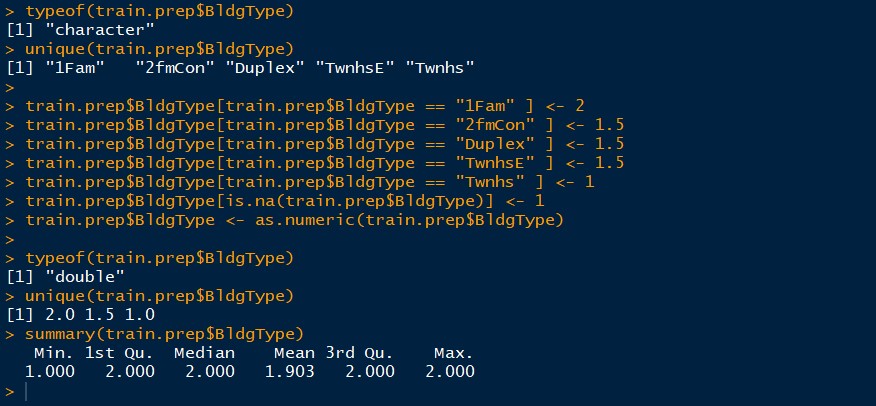 > typeof(train.prep$BldgType)
[1] "character"
> unique(train.prep$BldgType)
[1] "1Fam"   "2fmCon" "Duplex" "TwnhsE" "Twnhs"
>
> train.prep$BldgType[train.prep$BldgType == "1Fam" ] <- 2
> train.prep$BldgType[train.prep$BldgType == "2fmCon" ] <- 1.5
> train.prep$BldgType[train.prep$BldgType == "Duplex" ] <- 1.5
> train.prep$BldgType[train.prep$BldgType == "TwnhsE" ] <- 1.5
> train.prep$BldgType[train.prep$BldgType == "Twnhs" ] <- 1
> train.prep$BldgType[is.na(train.prep$BldgType)] <- 1
> train.prep$BldgType <- as.numeric(train.prep$BldgType)
>
> typeof(train.prep$BldgType)
[1] "double"
> unique(train.prep$BldgType)
[1] 2.0 1.5 1.0
> summary(train.prep$BldgType)
   Min. 1st Qu.  Median    Mean 3rd Qu.    Max.
  1.000   2.000   2.000   1.903   2.000   2.000
>